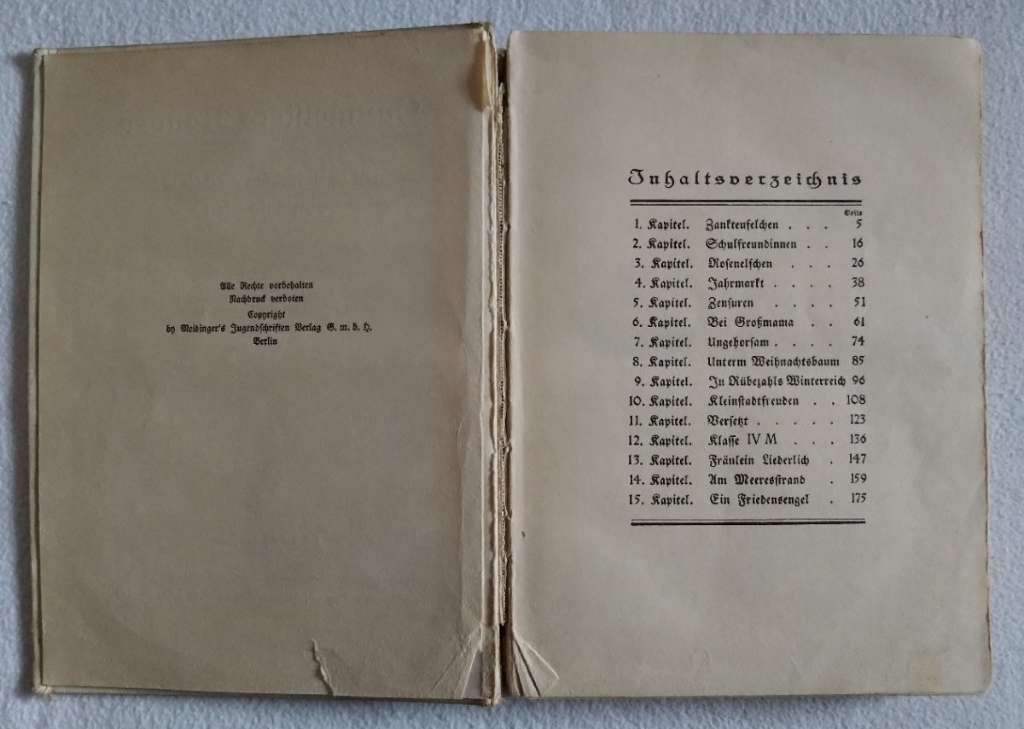 Alle Rechte vorbehalten
Nachdruck verboten
Copyright
by Meidinger's Jugendschriften Verlag G. m. b. H.
Berlin
Inhaltsverzeichnis
Seite
1. Kapitel. Zankteufelchen . . . 5
2. Kapitel. Schulfreundinnen . . 16
3. Kapitel. Rosenelfchen . . . 26
4. Kapitel. Jahrmarkt . . . . 38
5. Kapitel. Zensuren . . . . 51
6. Kapitel. Bei Großmama . . 61
7. Kapitel. Ungehorsam . . . . 74
8. Kapitel. Unterm Weihnachtsbaum 85
9. Kapitel. In Rübezahls Winterreich 96
10. Kapitel. Kleinstadtfreuden . . 108
11. Kapitel. Versetzt . . . . . 123
12. Kapitel. Klasse IV M . . . 136
13. Kapitel. Fräulein Liederlich . 147
14. Kapitel. Am Meeresstrand . 159
15. Kapitel. Ein Friedensengel . 175